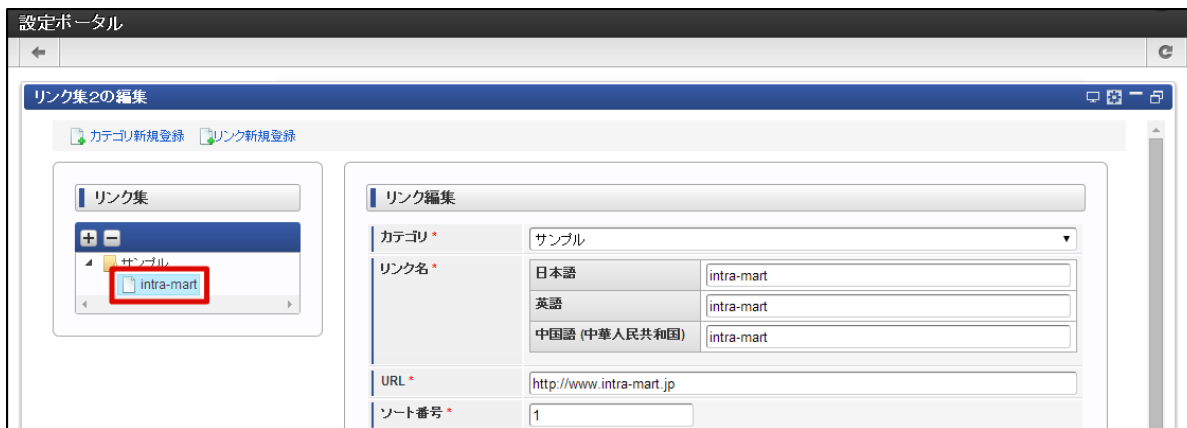 設定ポータル
リンク集2の編集
カテゴリ新規登録 リンク新規登録
リンク集
サンプル
intra-mart
リンク編集
カテゴリ * サンプル
リンク名 * 日本語 intra-mart
英語 intra-mart
中国語 (中華人民共和国) intra-mart
URL * http://www.intra-mart.jp
ソート番号 * 1